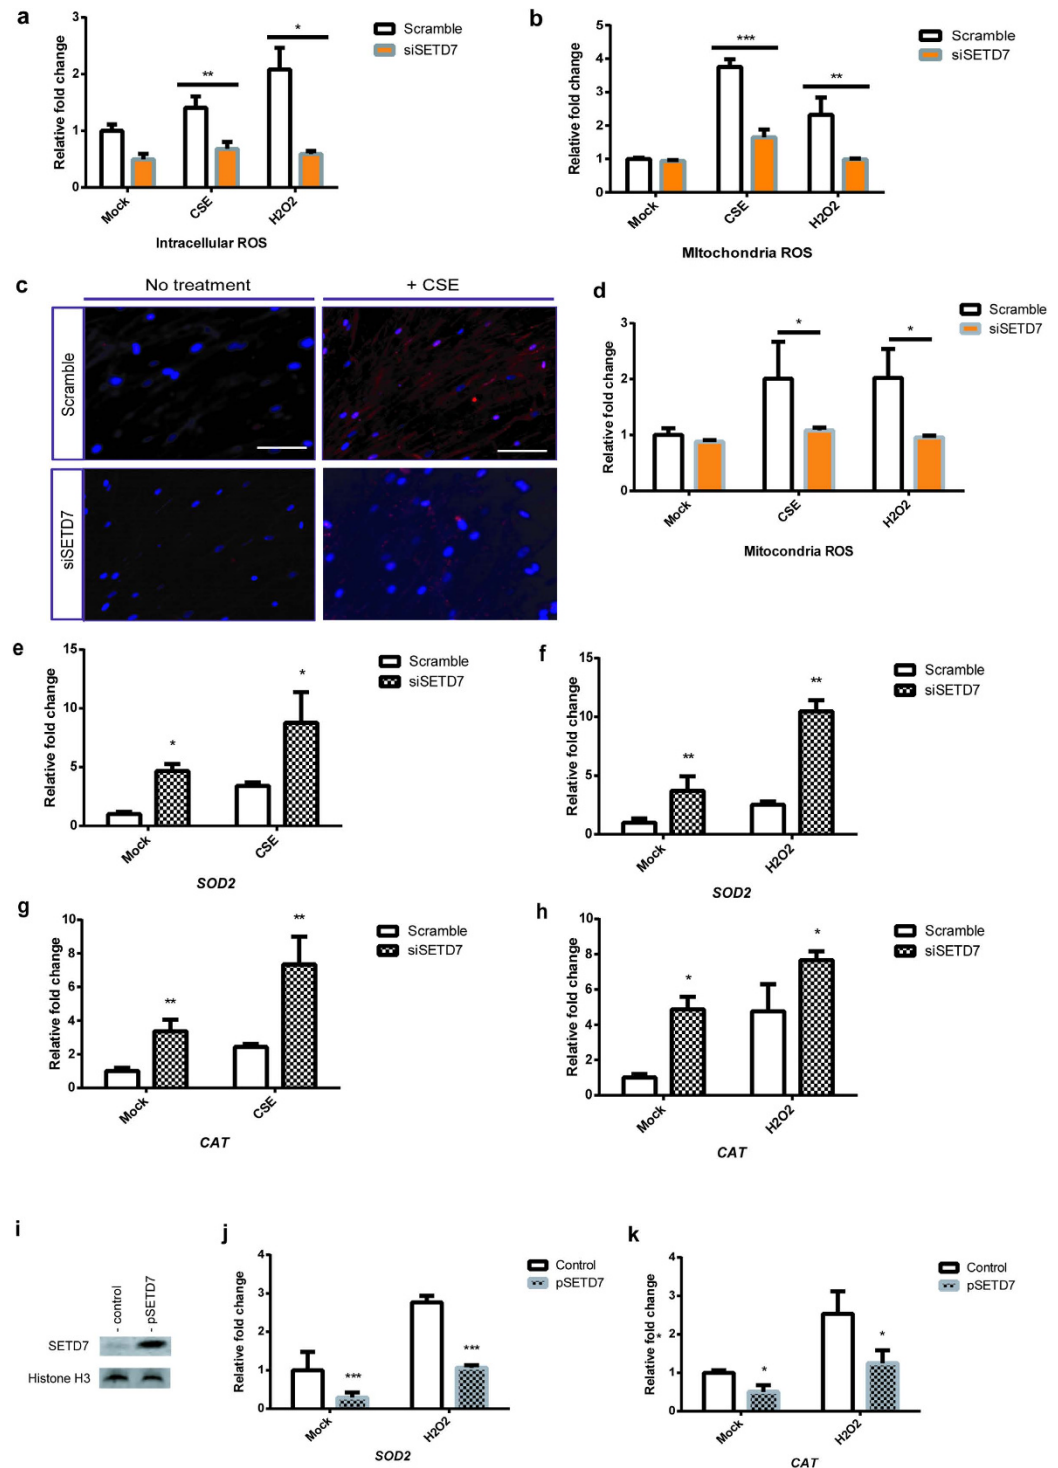 a
3
2
1
0
Relative fold change
**
*
Scramble
siSETD7
Mock
CSE
H2O2
Intracellular ROS
b
5
4
3
2
1
0
Relative fold change
***
**
Scramble
siSETD7
Mock
CSE
H2O2
MItochondria ROS
c
No treatment
+ CSE
Scramble
siSETD7
d
3
2
1
0
Relative fold change
*
*
Scramble
siSETD7
Mock
CSE
H2O2
Mitocondria ROS
e
15
10
5
0
Relative fold change
*
*
Scramble
siSETD7
Mock
CSE
SOD2
f
15
10
5
0
Relative fold change
**
**
Scramble
siSETD7
Mock
H2O2
SOD2
g
10
8
6
4
2
0
Relative fold change
**
**
Scramble
siSETD7
Mock
CSE
CAT
h
10
8
6
4
2
0
Relative fold change
*
*
Scramble
siSETD7
Mock
H2O2
CAT
i
- control
- pSETD7
SETD7
Histone H3
j
4
3
2
1
0
Relative fold change
***
***
Control
pSETD7
Mock
H2O2
SOD2
k
4
3
2
1
0
Relative fold change
*
*
*
Control
pSETD7
Mock
H2O2
CAT